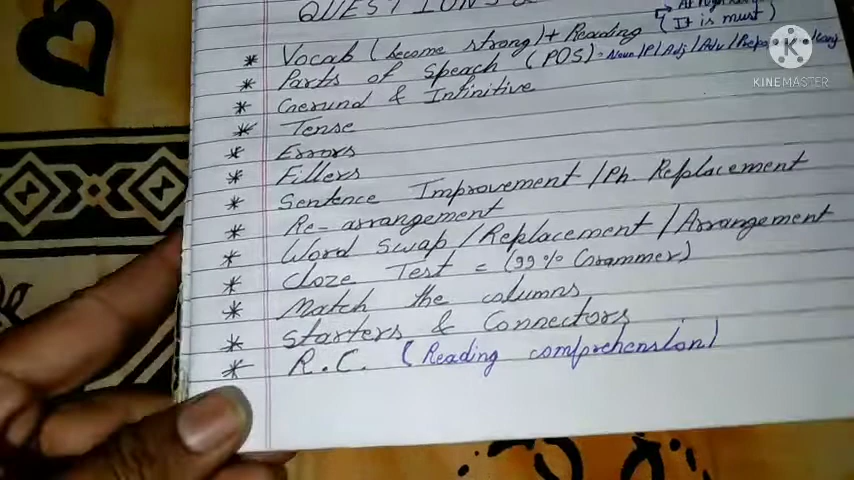 QUESTIONS
* Vocab (become strong) + Reading (It is must)
* Parts of Speach (POS) - Noun/P/Adj/Adv/
* Gerund & Infinitive
* Tense
* Errors
* Fillers
* Sentence Improvement/Ph. Replacement
* Re-arrangement
* Word Swap/Replacement/Arrangement
* Cloze Test = (99% Grammer)
* Match the columns
* Starters & Connectors
* R.C. (Reading comprehension)
KINEMASTER